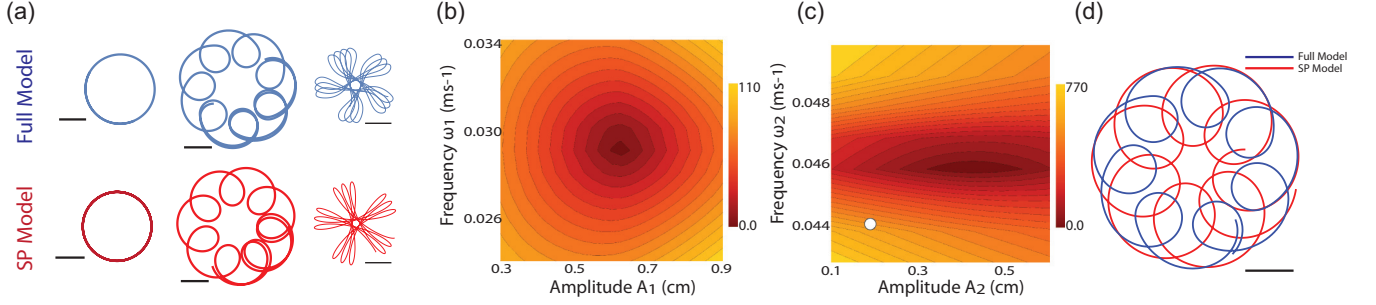 (a)
Full Model
SP Model
(b)
Frequency ω1 (ms-1)
0.034
0.030
0.026
0.3 0.5 0.7 0.9
Amplitude A1 (cm)
110
0.0
(c)
Frequency ω2 (ms-1)
0.048
0.046
0.044
0.1 0.3 0.5
Amplitude A2 (cm)
770
0.0
(d)
Full Model
SP Model